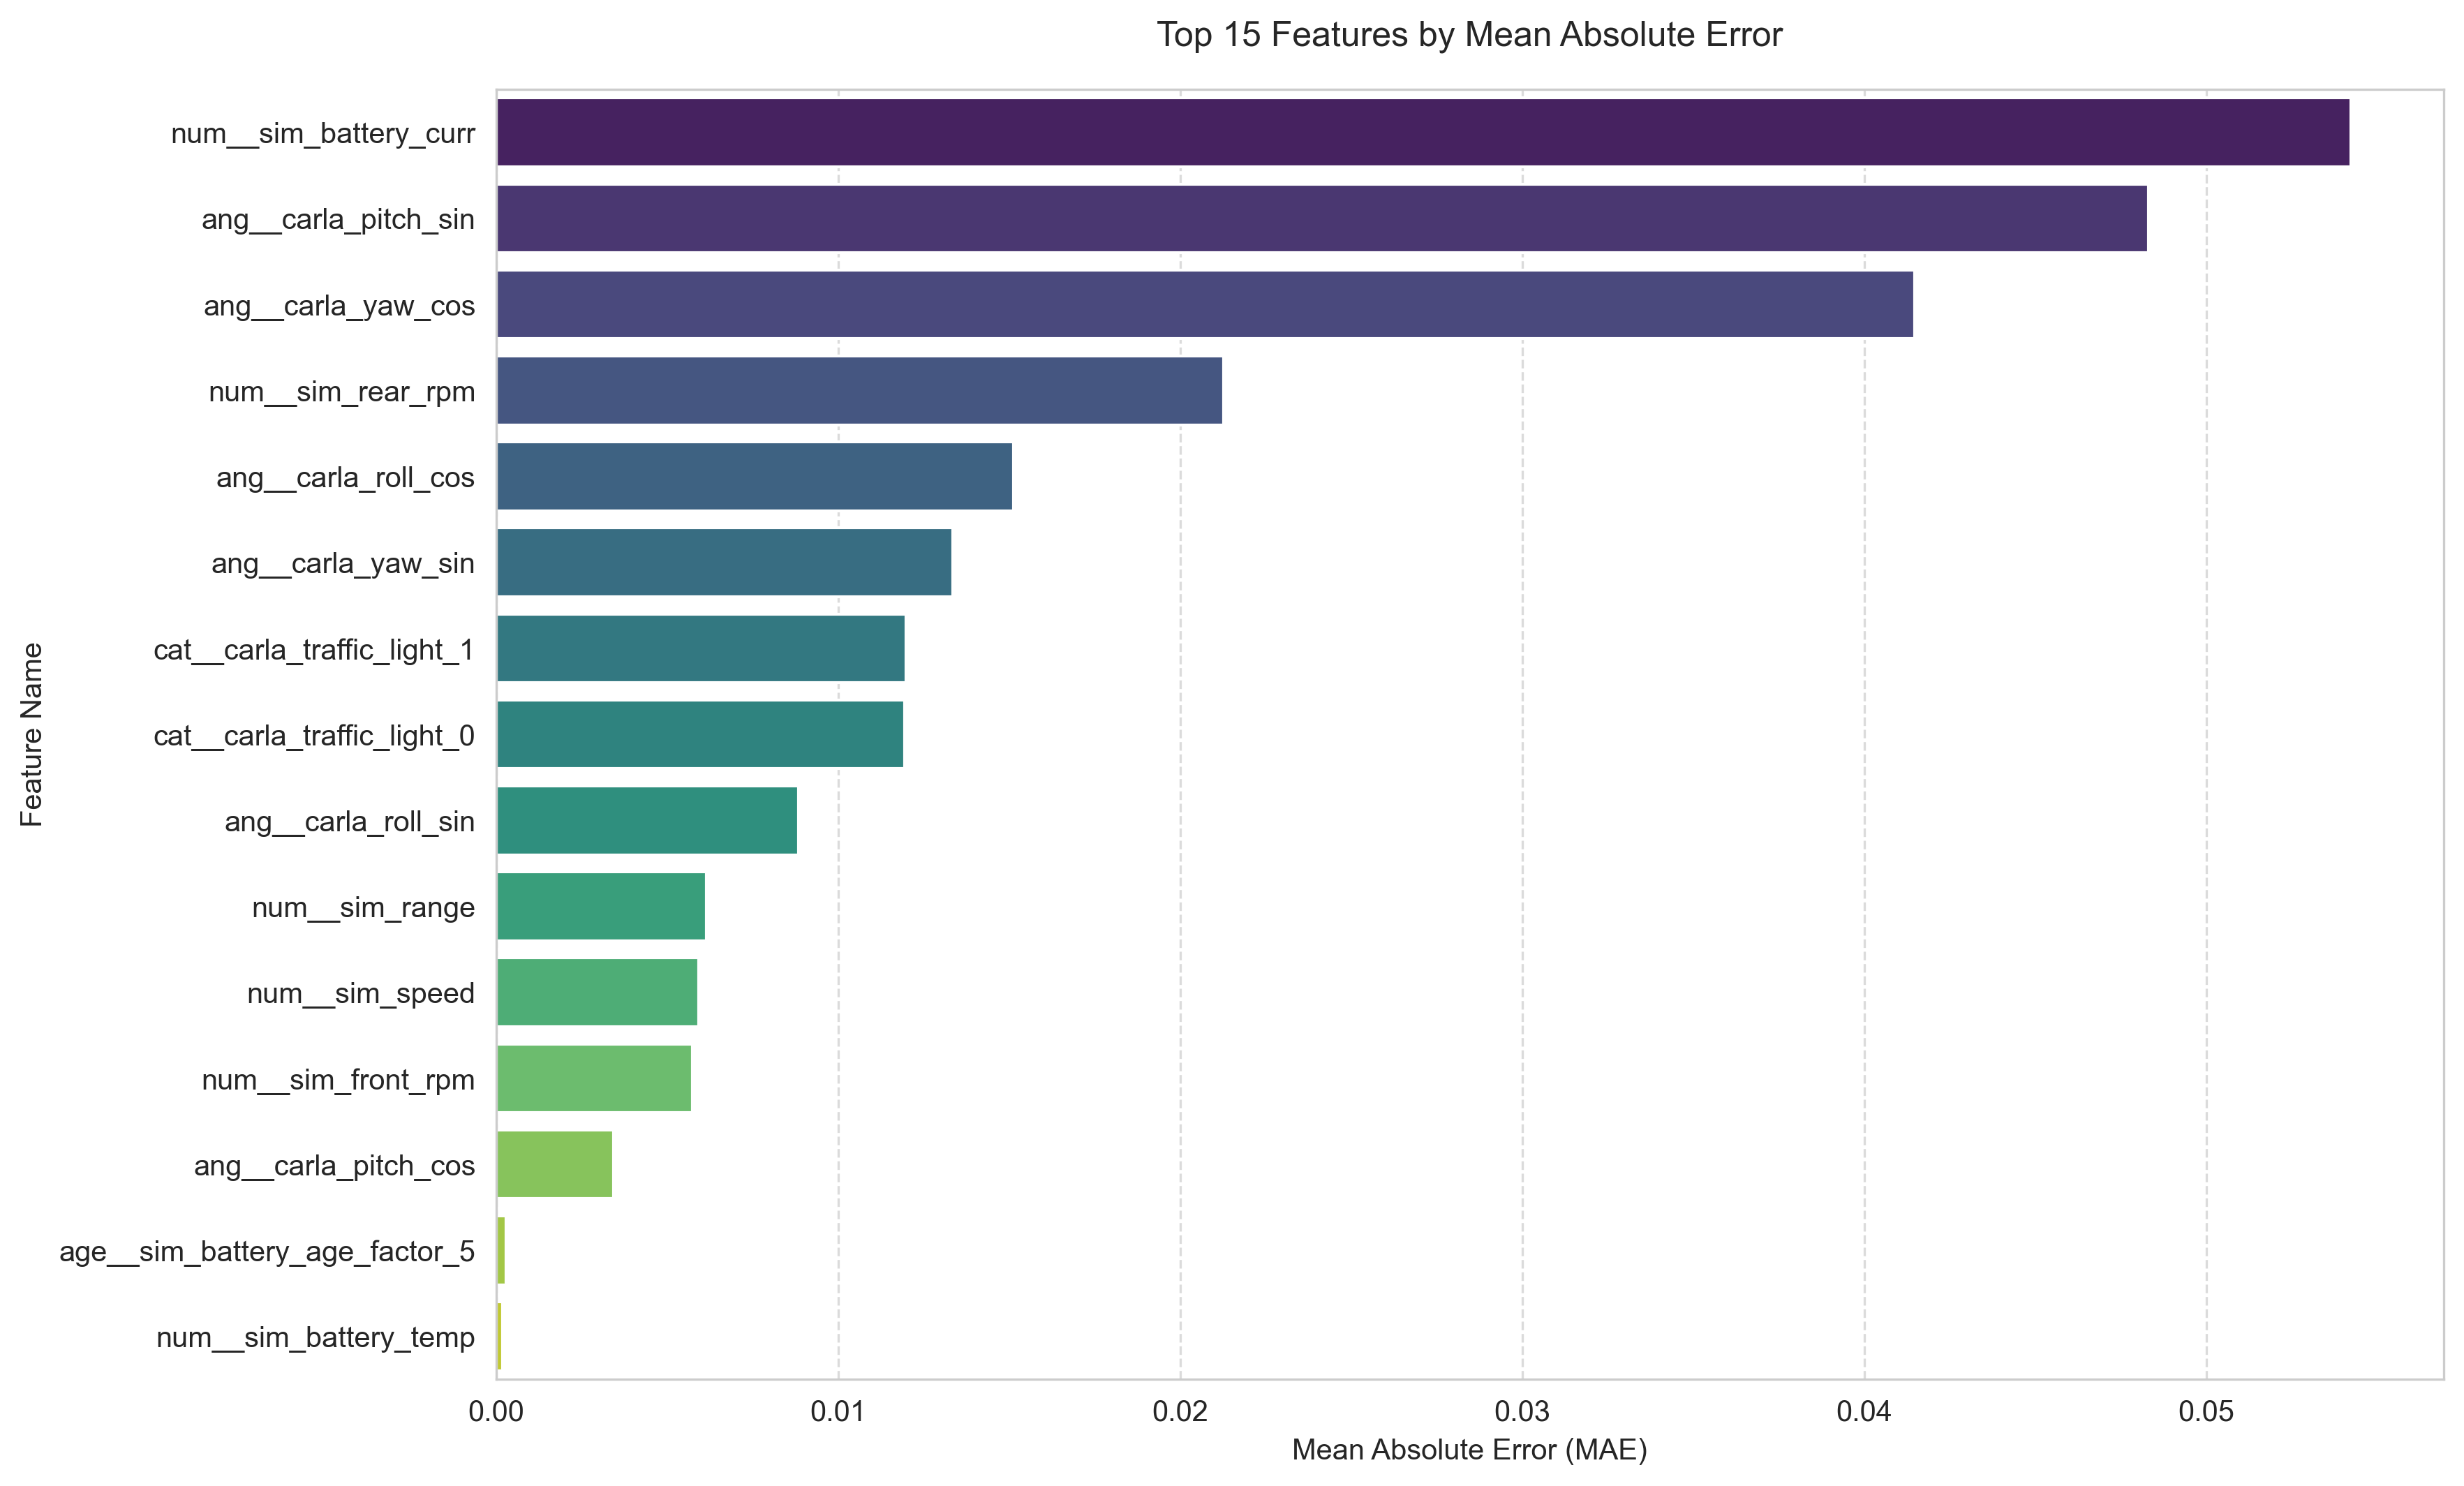 Top 15 Features by Mean Absolute Error
num__sim_battery_curr
ang__carla_pitch_sin
ang__carla_yaw_cos
num__sim_rear_rpm
ang__carla_roll_cos
ang__carla_yaw_sin
cat__carla_traffic_light_1
cat__carla_traffic_light_0
ang__carla_roll_sin
num__sim_range
num__sim_speed
num__sim_front_rpm
ang__carla_pitch_cos
age__sim_battery_age_factor_5
num__sim_battery_temp
Feature Name
0.00 0.01 0.02 0.03 0.04 0.05
Mean Absolute Error (MAE)